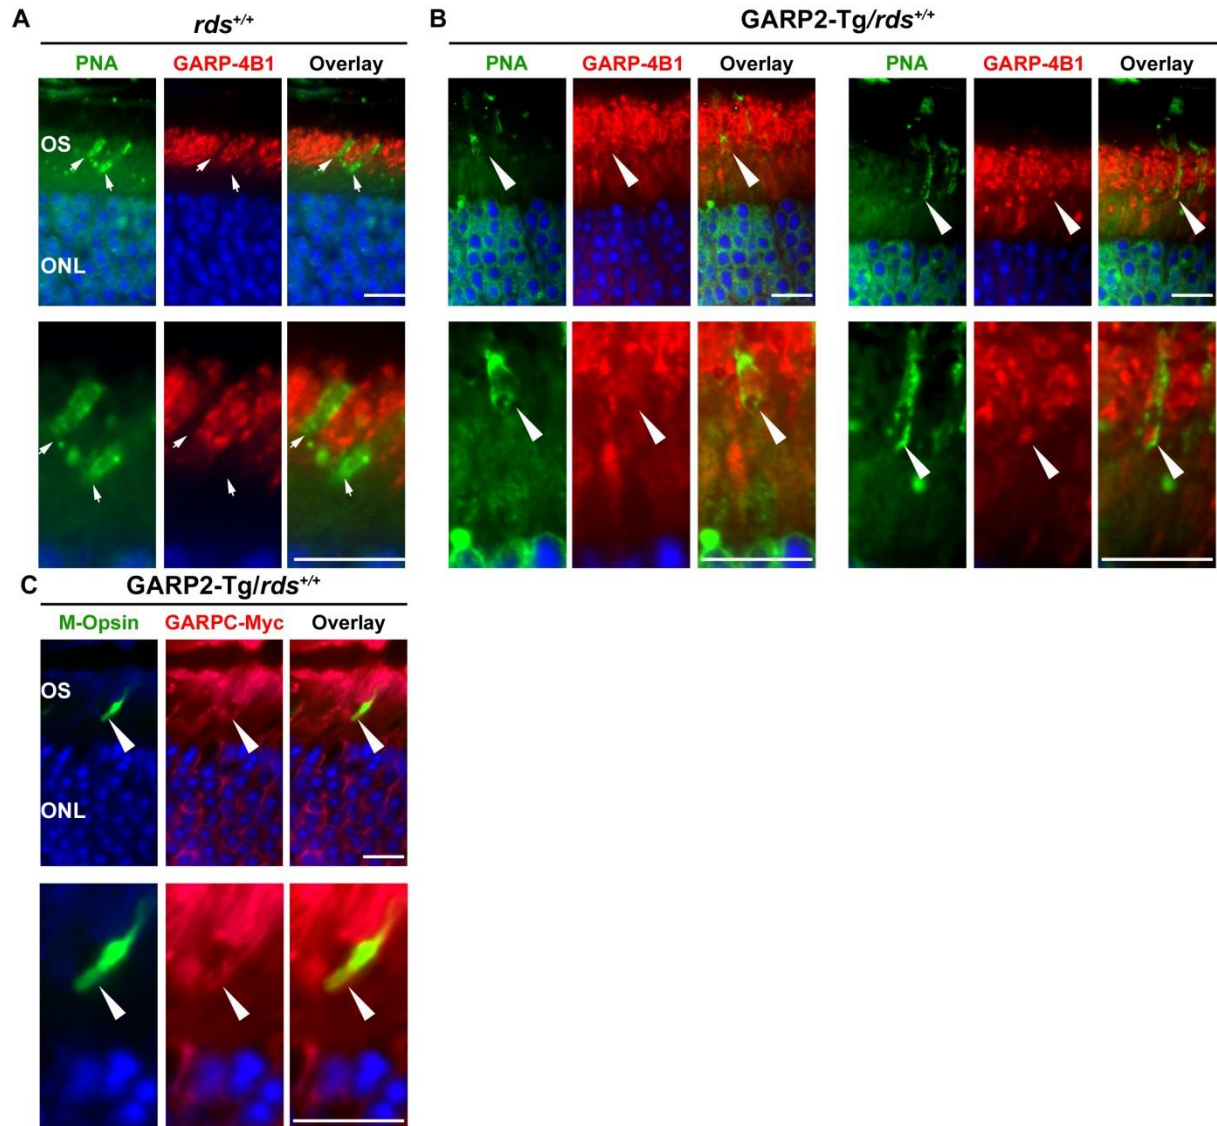 A
rds+/+
PNA GARP-4B1 Overlay
OS
ONL
B
GARP2-Tg/rds+/+
PNA GARP-4B1 Overlay PNA GARP-4B1 Overlay
C
GARP2-Tg/rds+/+
M-Opsin GARPC-Myc Overlay
OS
ONL